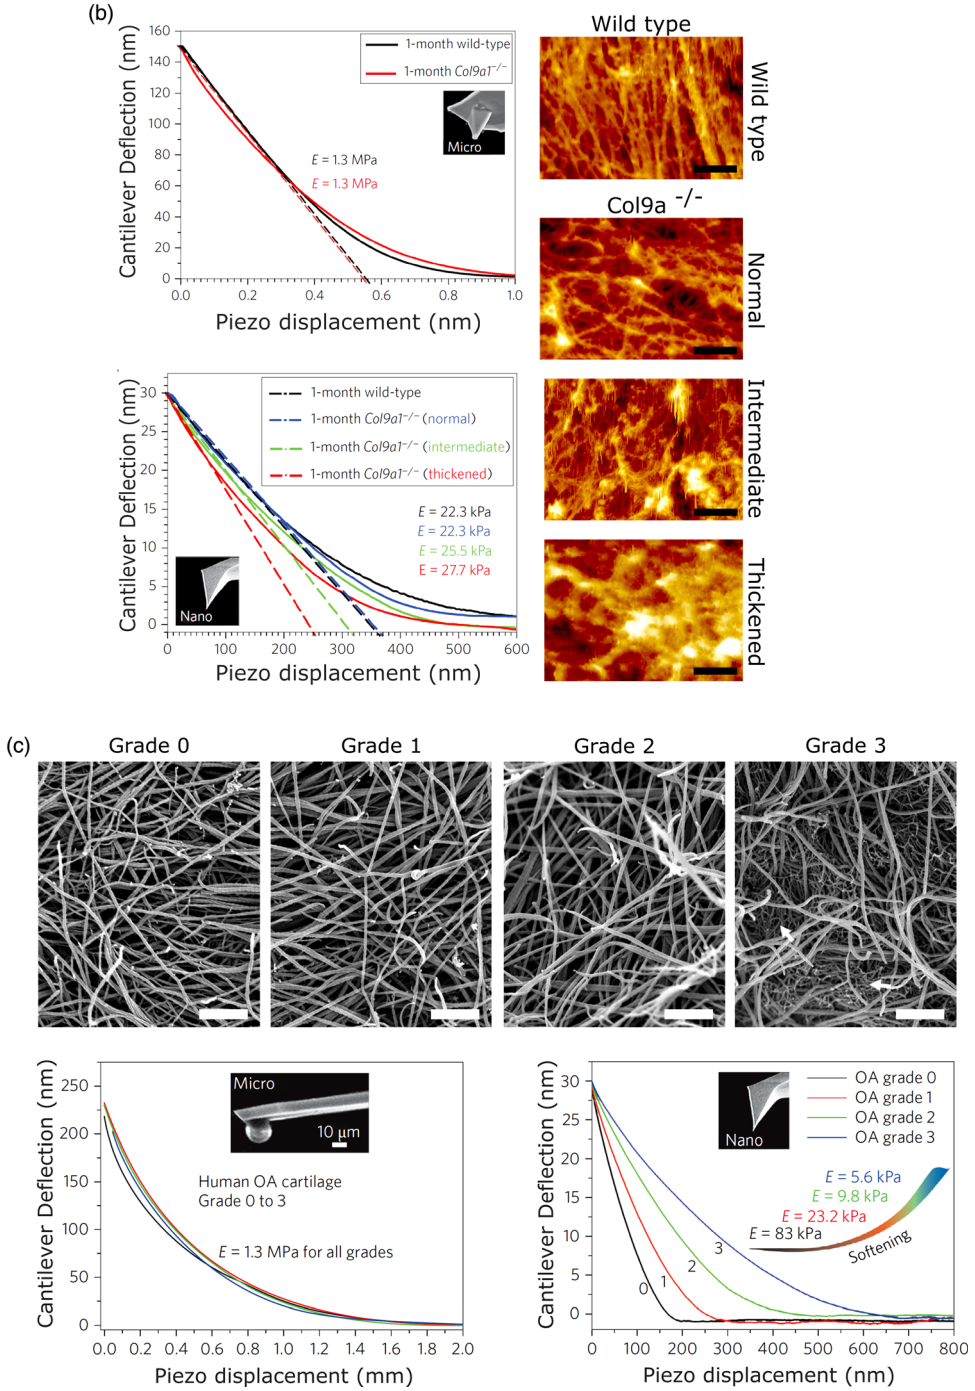 (b)
Wild type
160
140
120
100
80
60
40
20
0
Cantilever Deflection (nm)
1-month wild-type
1-month Col9a1−/−
Micro
E = 1.3 MPa
E = 1.3 MPa
0.0 0.2 0.4 0.6 0.8 1.0
Piezo displacement (nm)
Wild type
Col9a -/-
Normal
Intermediate
Thickened
30
25
20
15
10
5
0
Cantilever Deflection (nm)
1-month wild-type
1-month Col9a1−/− (normal)
1-month Col9a1−/− (intermediate)
1-month Col9a1−/− (thickened)
E = 22.3 kPa
E = 22.3 kPa
E = 25.5 kPa
E = 27.7 kPa
Nano
0 100 200 300 400 500 600
Piezo displacement (nm)
(c)
Grade 0 Grade 1 Grade 2 Grade 3
250
200
150
100
50
0
Cantilever Deflection (nm)
Micro
10 μm
Human OA cartilage
Grade 0 to 3
E = 1.3 MPa for all grades
0.0 0.2 0.4 0.6 0.8 1.0 1.2 1.4 1.6 1.8 2.0
Piezo displacement (mm)
30
25
20
15
10
5
0
Cantilever Deflection (nm)
Nano
OA grade 0
OA grade 1
OA grade 2
OA grade 3
E = 5.6 kPa
E = 9.8 kPa
E = 23.2 kPa
E = 83 kPa
Softening
3
2
1
0
0 100 200 300 400 500 600 700 800
Piezo displacement (nm)